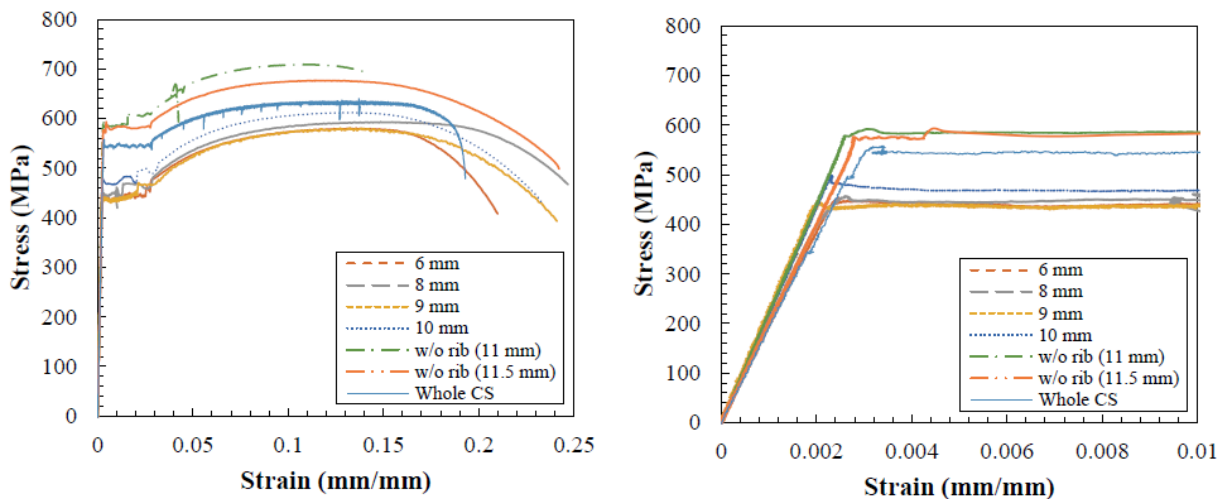 800
700
600
500
400
300
200
100
0
Stress (MPa)
0
0.05
0.1
0.15
0.2
0.25
Strain (mm/mm)
6 mm
8 mm
9 mm
10 mm
w/o rib (11 mm)
w/o rib (11.5 mm)
Whole CS
800
700
600
500
400
300
200
100
0
Stress (MPa)
0
0.002
0.004
0.006
0.008
0.01
Strain (mm/mm)
6 mm
8 mm
9 mm
10 mm
w/o rib (11 mm)
w/o rib (11.5 mm)
Whole CS